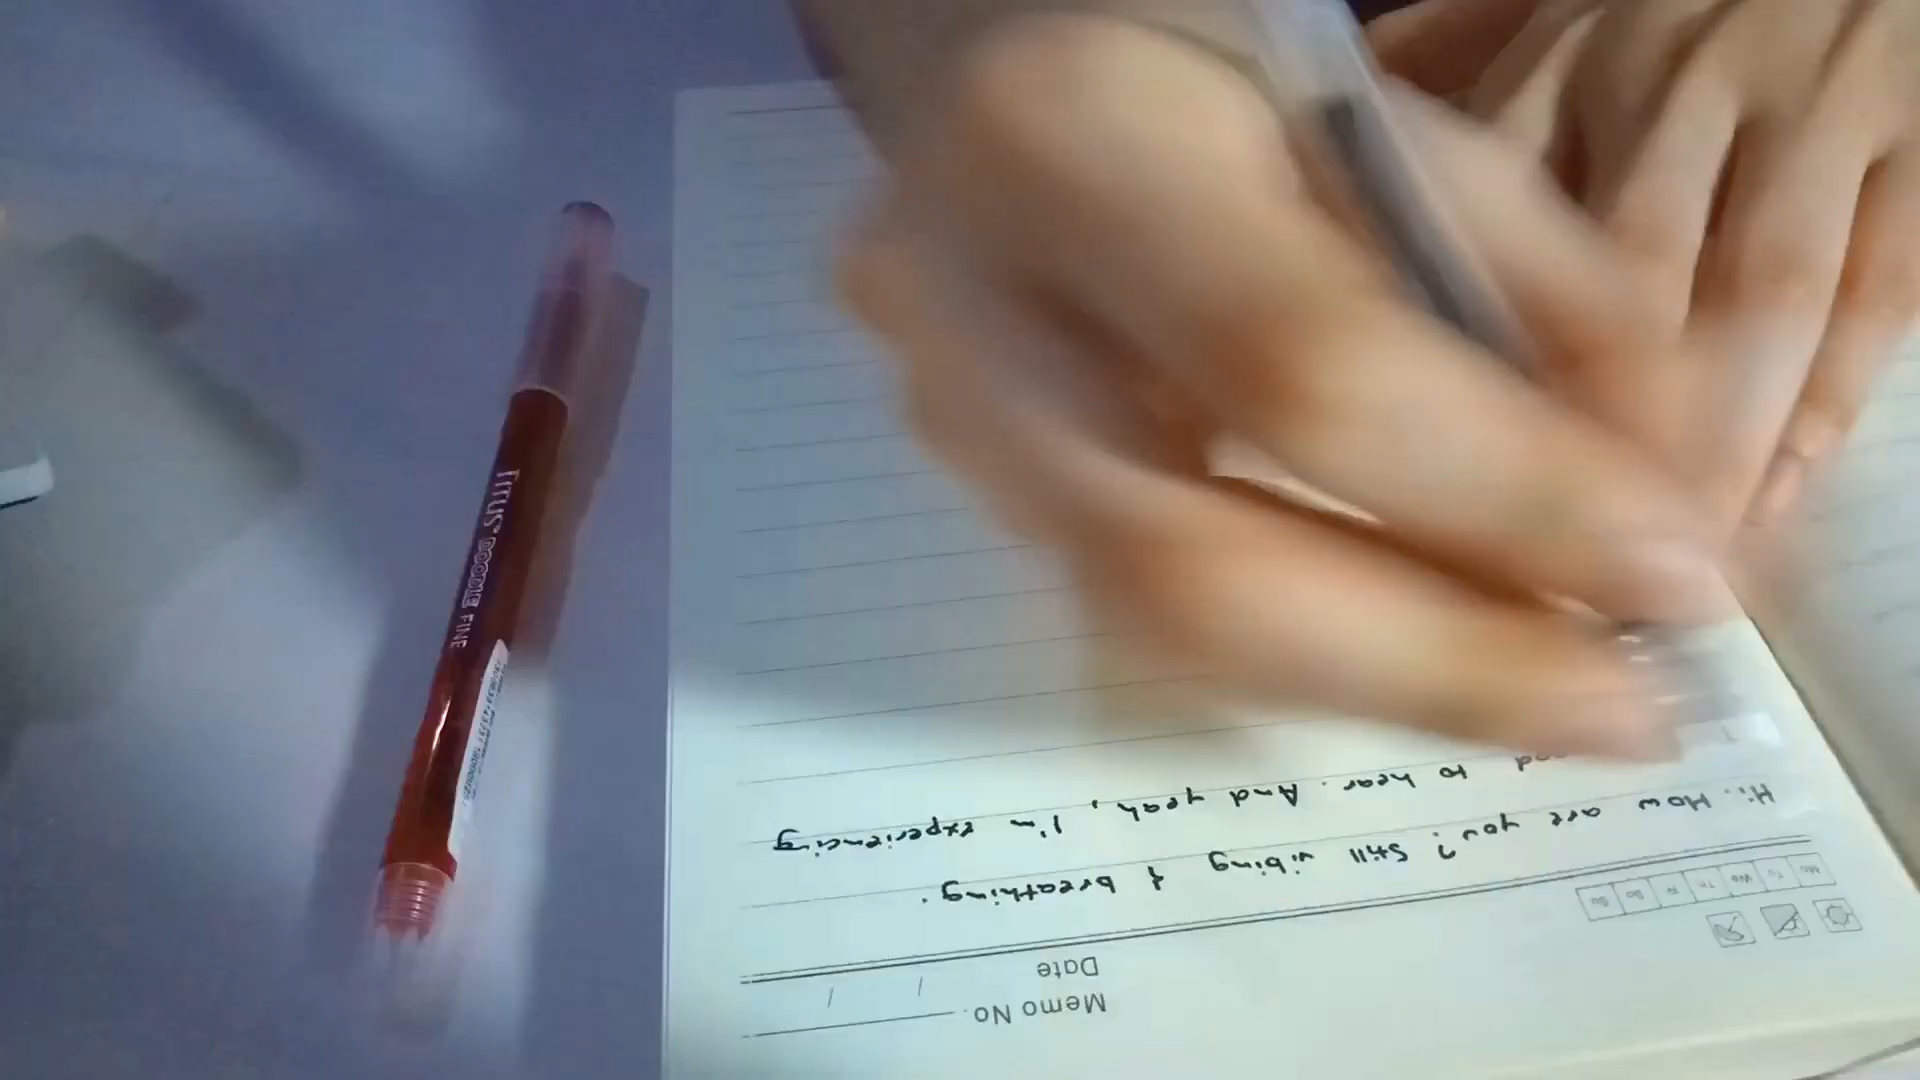 Memo No.
Date / /
Mo Tu We Th Fr Sa Su
Hi. How are you? Still vibing & breathing.
to hear. And yeah, I'm experiencing
TITUS DOODLE FINE